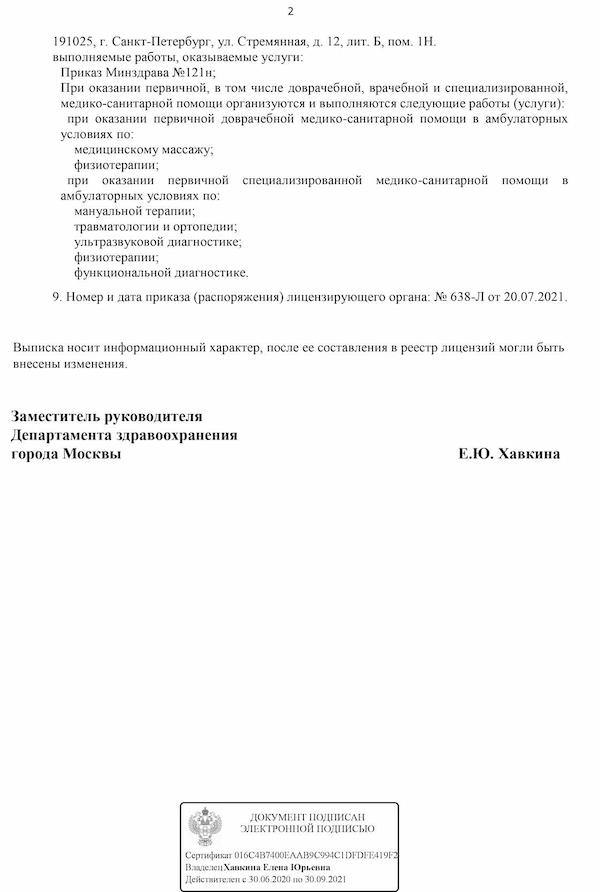 2
191025, г. Санкт-Петербург, ул. Стремянная, д. 12, лит. Б, пом. 1Н.
выполняемые работы, оказываемые услуги:
Приказ Минздрава №121н;
При оказании первичной, в том числе доврачебной, врачебной и специализированной,
медико-санитарной помощи организуются и выполняются следующие работы (услуги):
при оказании первичной доврачебной медико-санитарной помощи в амбулаторных
условиях по:
медицинскому массажу;
физиотерапии;
при оказании первичной специализированной медико-санитарной помощи в
амбулаторных условиях по:
мануальной терапии;
травматологии и ортопедии;
ультразвуковой диагностике;
физиотерапии;
функциональной диагностике.
9. Номер и дата приказа (распоряжения) лицензирующего органа: № 638-Л от 20.07.2021.
Выписка носит информационный характер, после ее составления в реестр лицензий могли быть
внесены изменения.
Заместитель руководителя
Департамента здравоохранения
города Москвы Е.Ю. Хавкина
ДОКУМЕНТ ПОДПИСАН
ЭЛЕКТРОННОЙ ПОДПИСЬЮ
Сертификат 016C4B7400EAAB9C994C1DFDFE419F2
Владелец Хавкина Елена Юрьевна
Действителен с 30.06.2020 по 30.09.2021